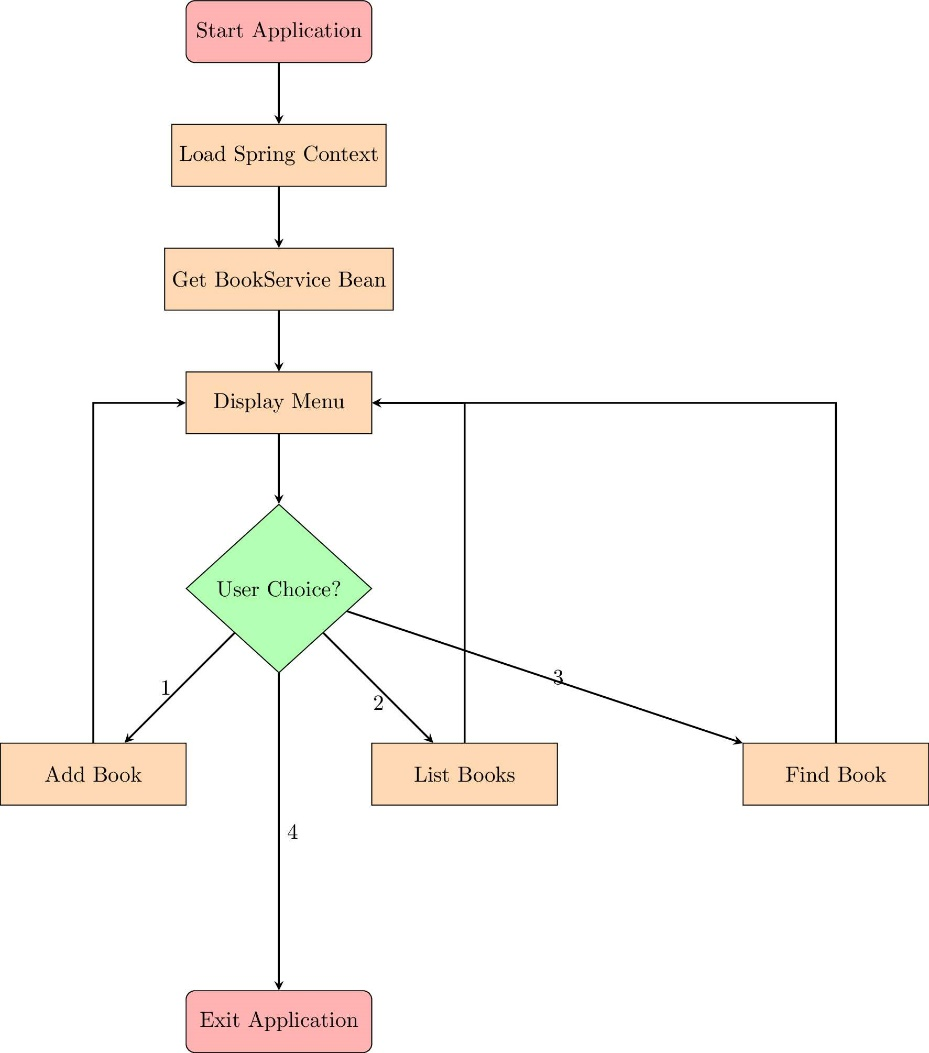 Start Application
Load Spring Context
Get BookService Bean
Display Menu
User Choice?
1
2
3
Add Book
List Books
Find Book
4
Exit Application